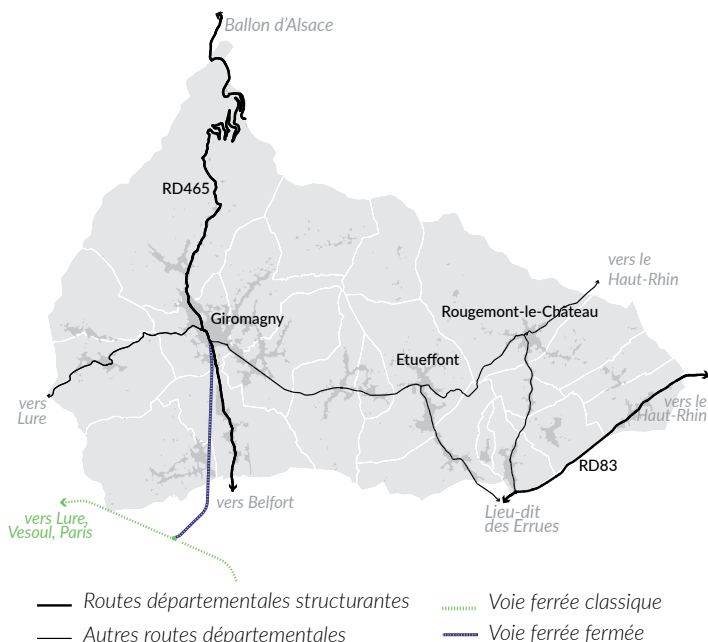 Ballon d'Alsace
RD465
vers le
Haut-Rhin
Giromagny
Rougemont-le-Château
Etueffont
vers
Lure
vers le
Haut-Rhin
RD83
vers Belfort
Lieu-dit
des Errues
vers Lure,
Vesoul, Paris
Routes départementales structurantes
Voie ferrée classique
Autres routes départementales
Voie ferrée fermée